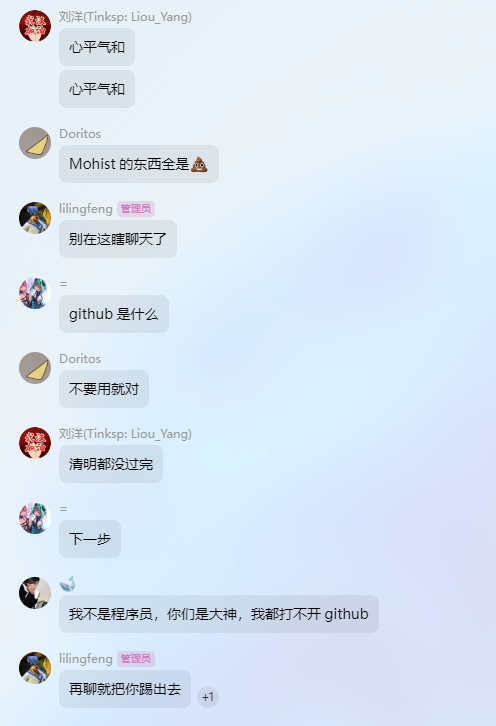 刘洋(Tinksp: Liou_Yang)
心平气和
心平气和
Doritos
Mohist 的东西全是💩
lilingfeng 管理员
别在这瞎聊天了
=
github 是什么
Doritos
不要用就对
刘洋(Tinksp: Liou_Yang)
清明都没过完
=
下一步
我不是程序员，你们是大神，我都打不开 github
lilingfeng 管理员
再聊就把你踢出去
+1